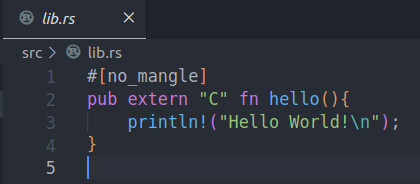 lib.rs ×
src > lib.rs
1 #[no_mangle]
2 pub extern "C" fn hello(){
3 println!("Hello World!\n");
4 }
5